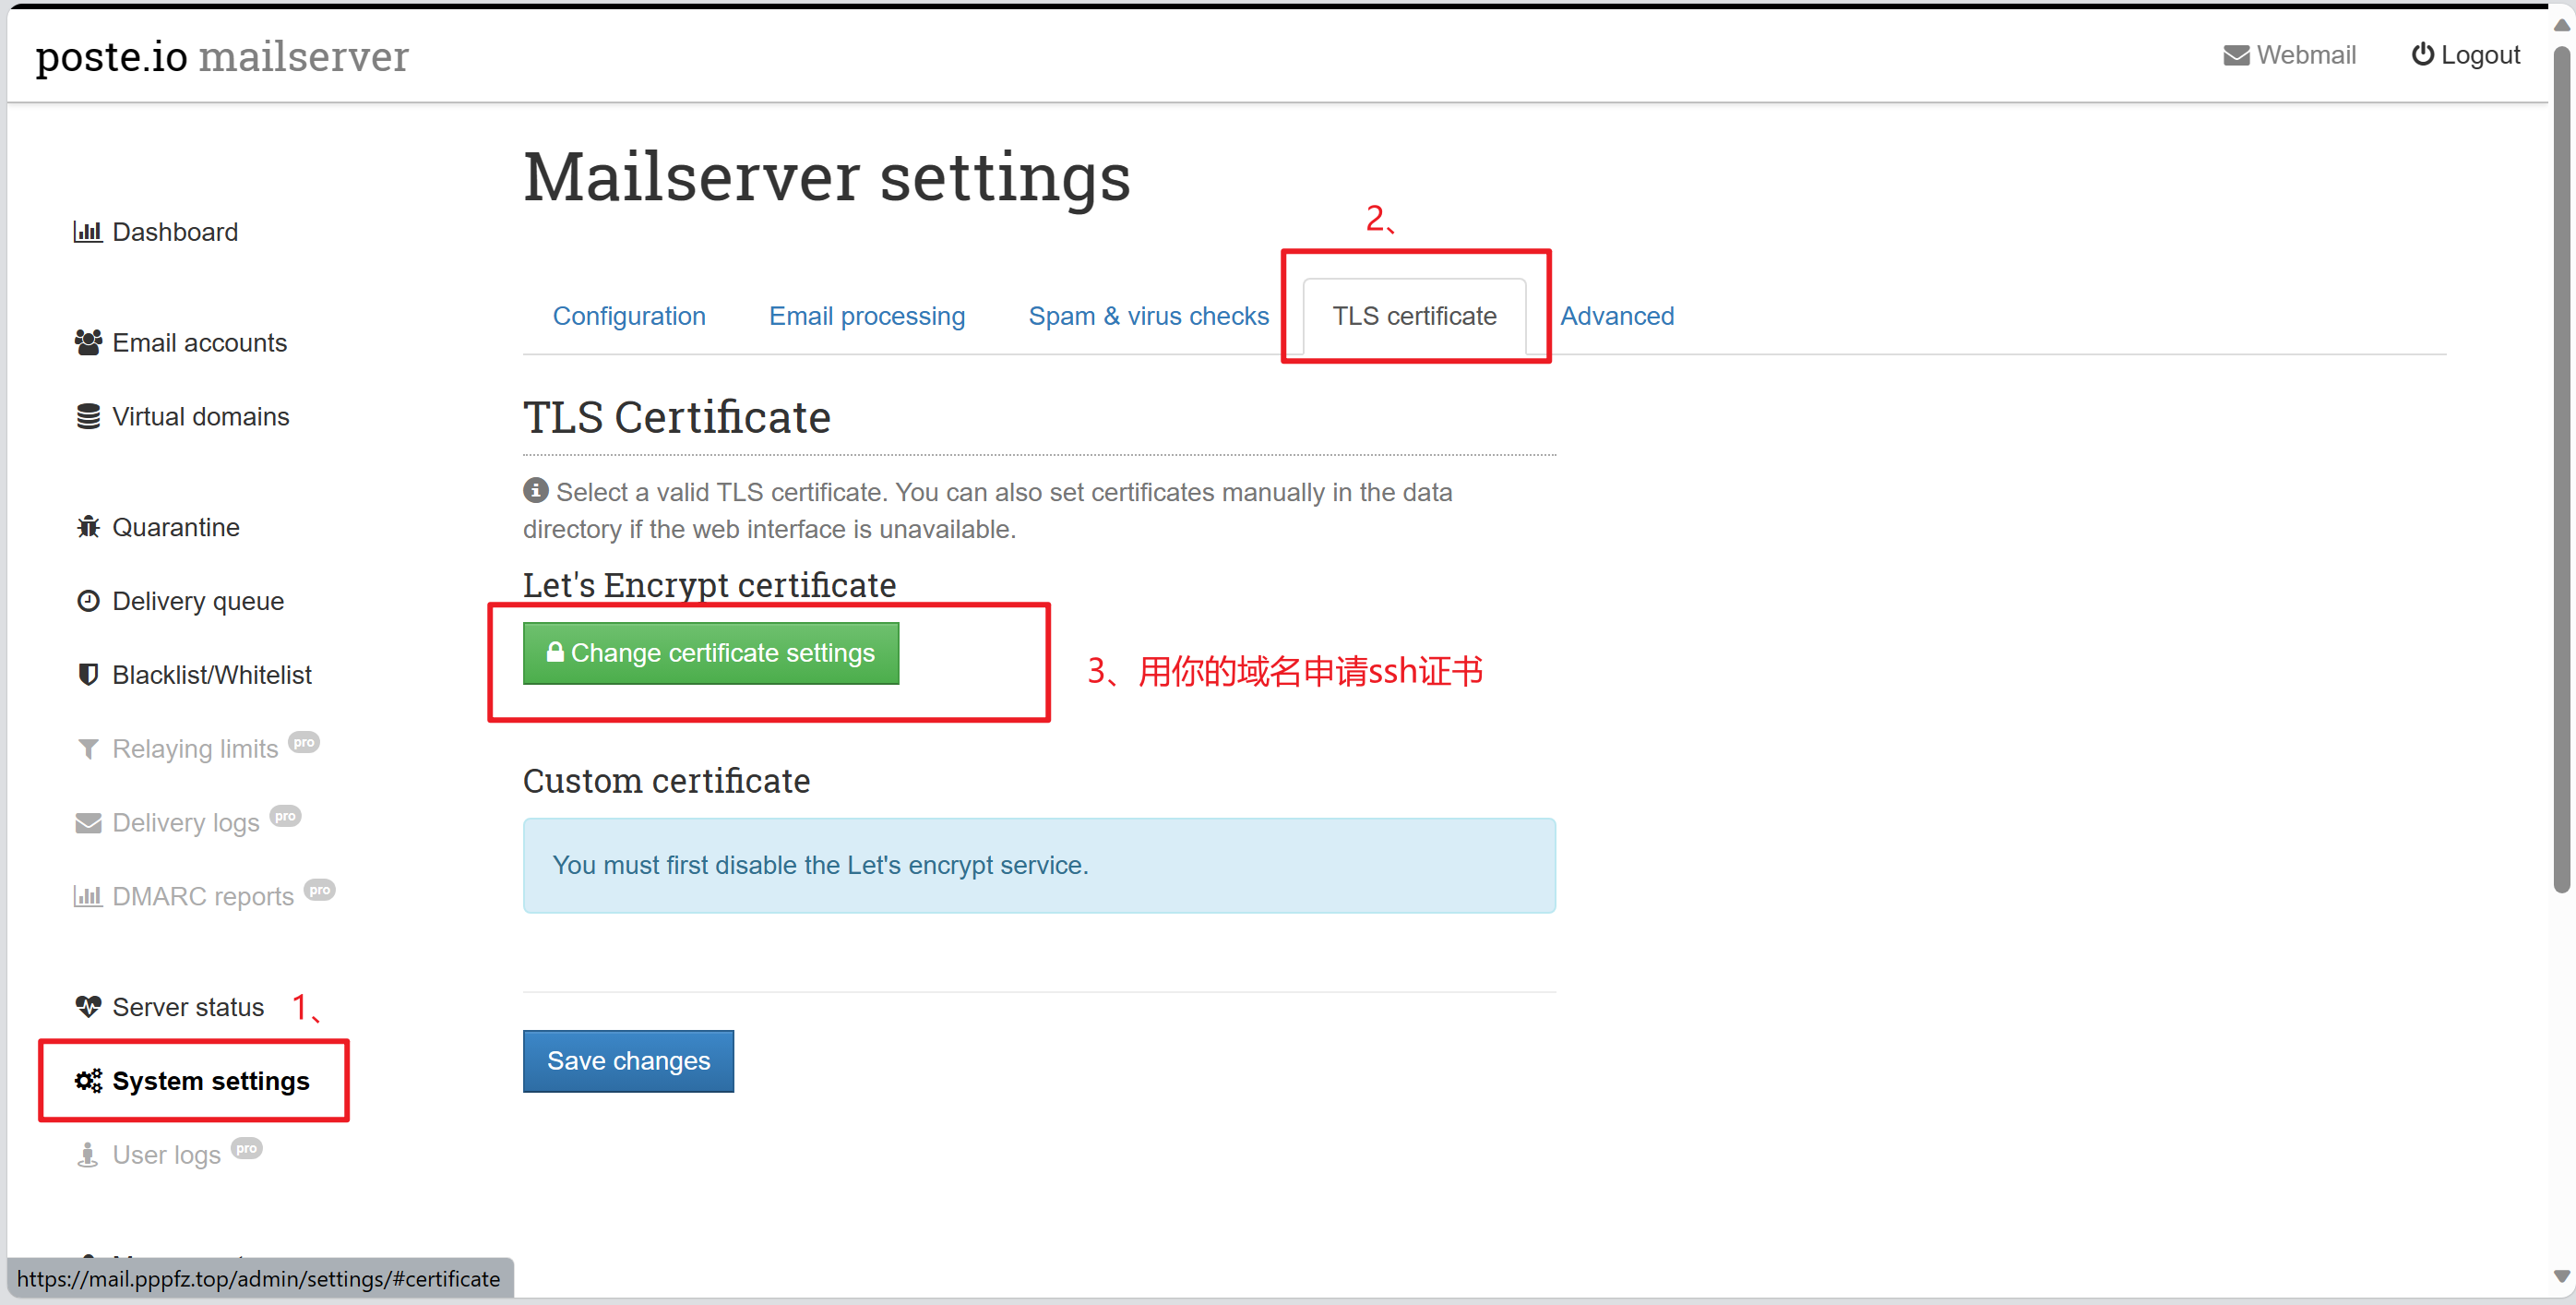 poste.io mailserver
Webmail
Logout
Mailserver settings
2、
Dashboard
Email accounts
Virtual domains
Quarantine
Delivery queue
Blacklist/Whitelist
Relaying limits pro
Delivery logs pro
DMARC reports pro
Server status
1、
System settings
User logs pro
Configuration
Email processing
Spam & virus checks
TLS certificate
Advanced
TLS Certificate
Select a valid TLS certificate. You can also set certificates manually in the data
directory if the web interface is unavailable.
Let's Encrypt certificate
Change certificate settings
3、用你的域名申请ssh证书
Custom certificate
You must first disable the Let's encrypt service.
Save changes
https://mail.pppfz.top/admin/settings/#certificate